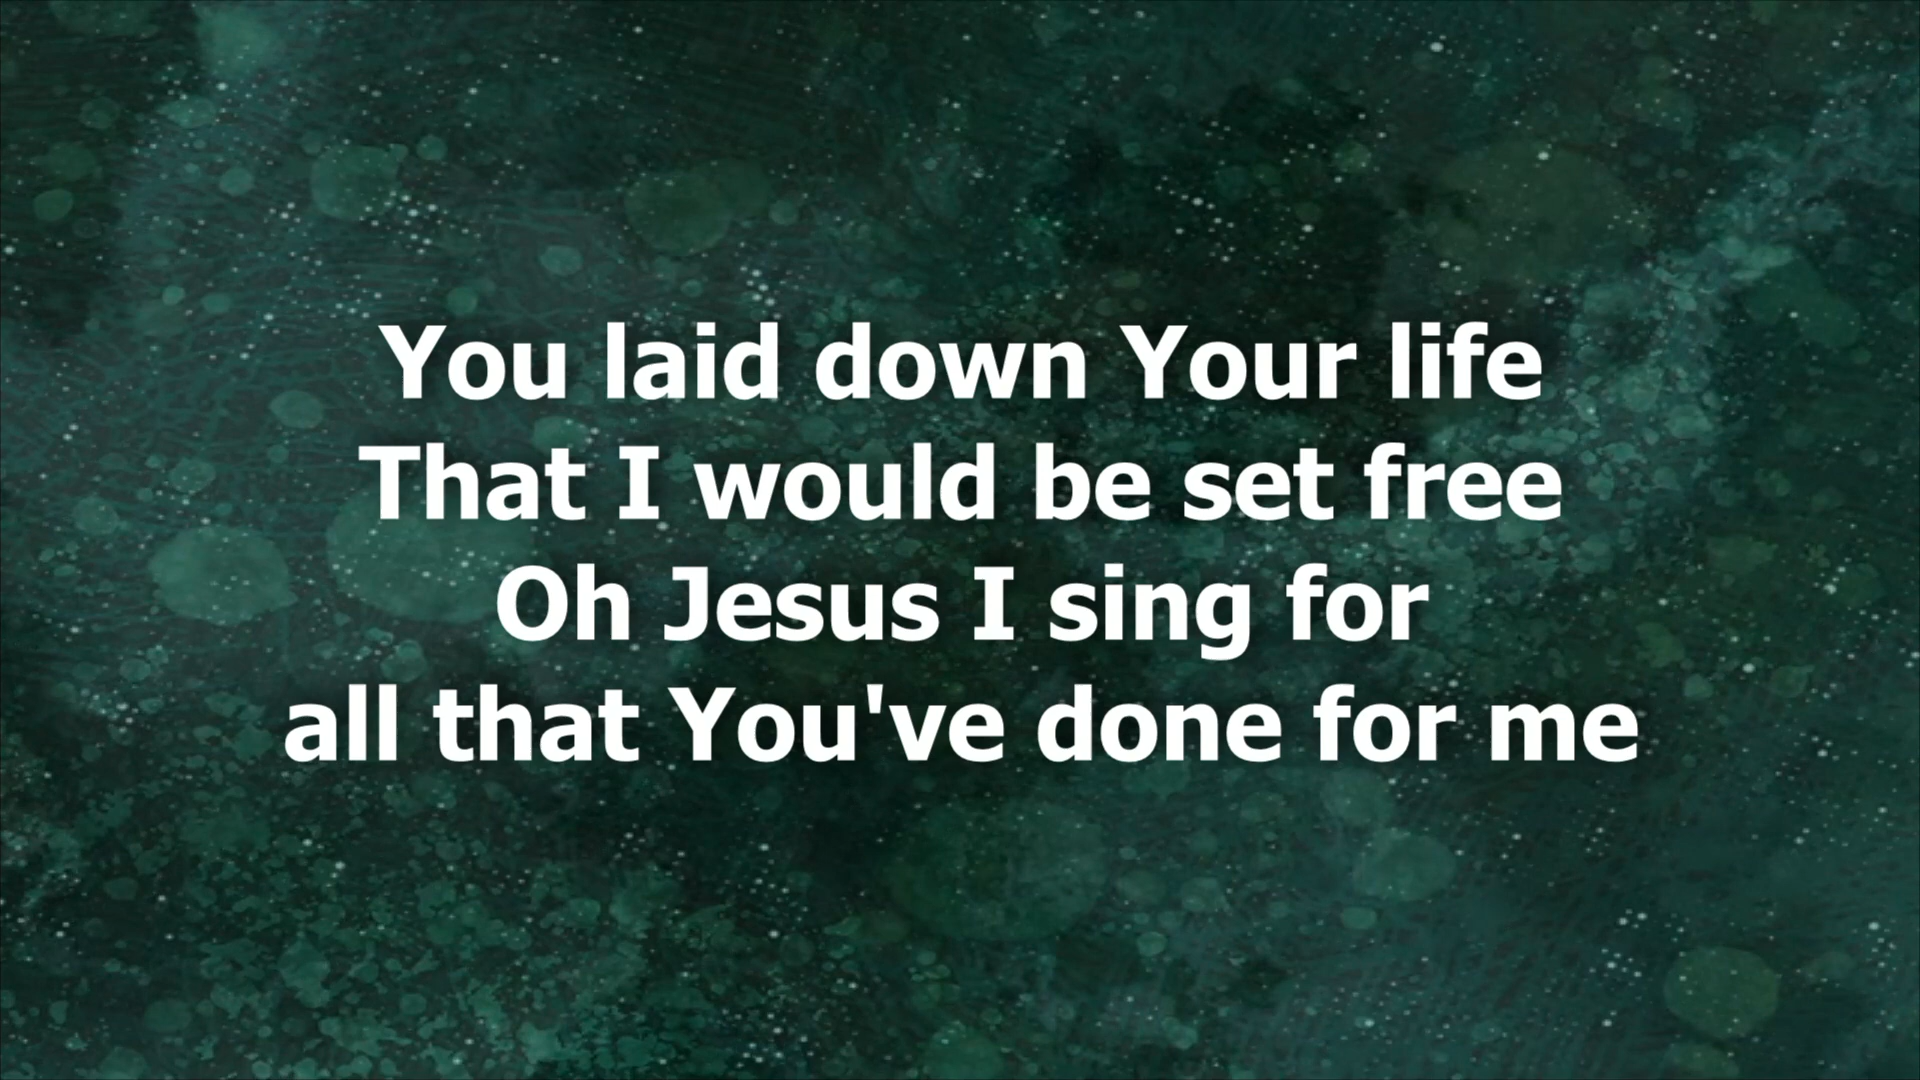 You laid down Your life
That I would be set free
Oh Jesus I sing for
all that You've done for me